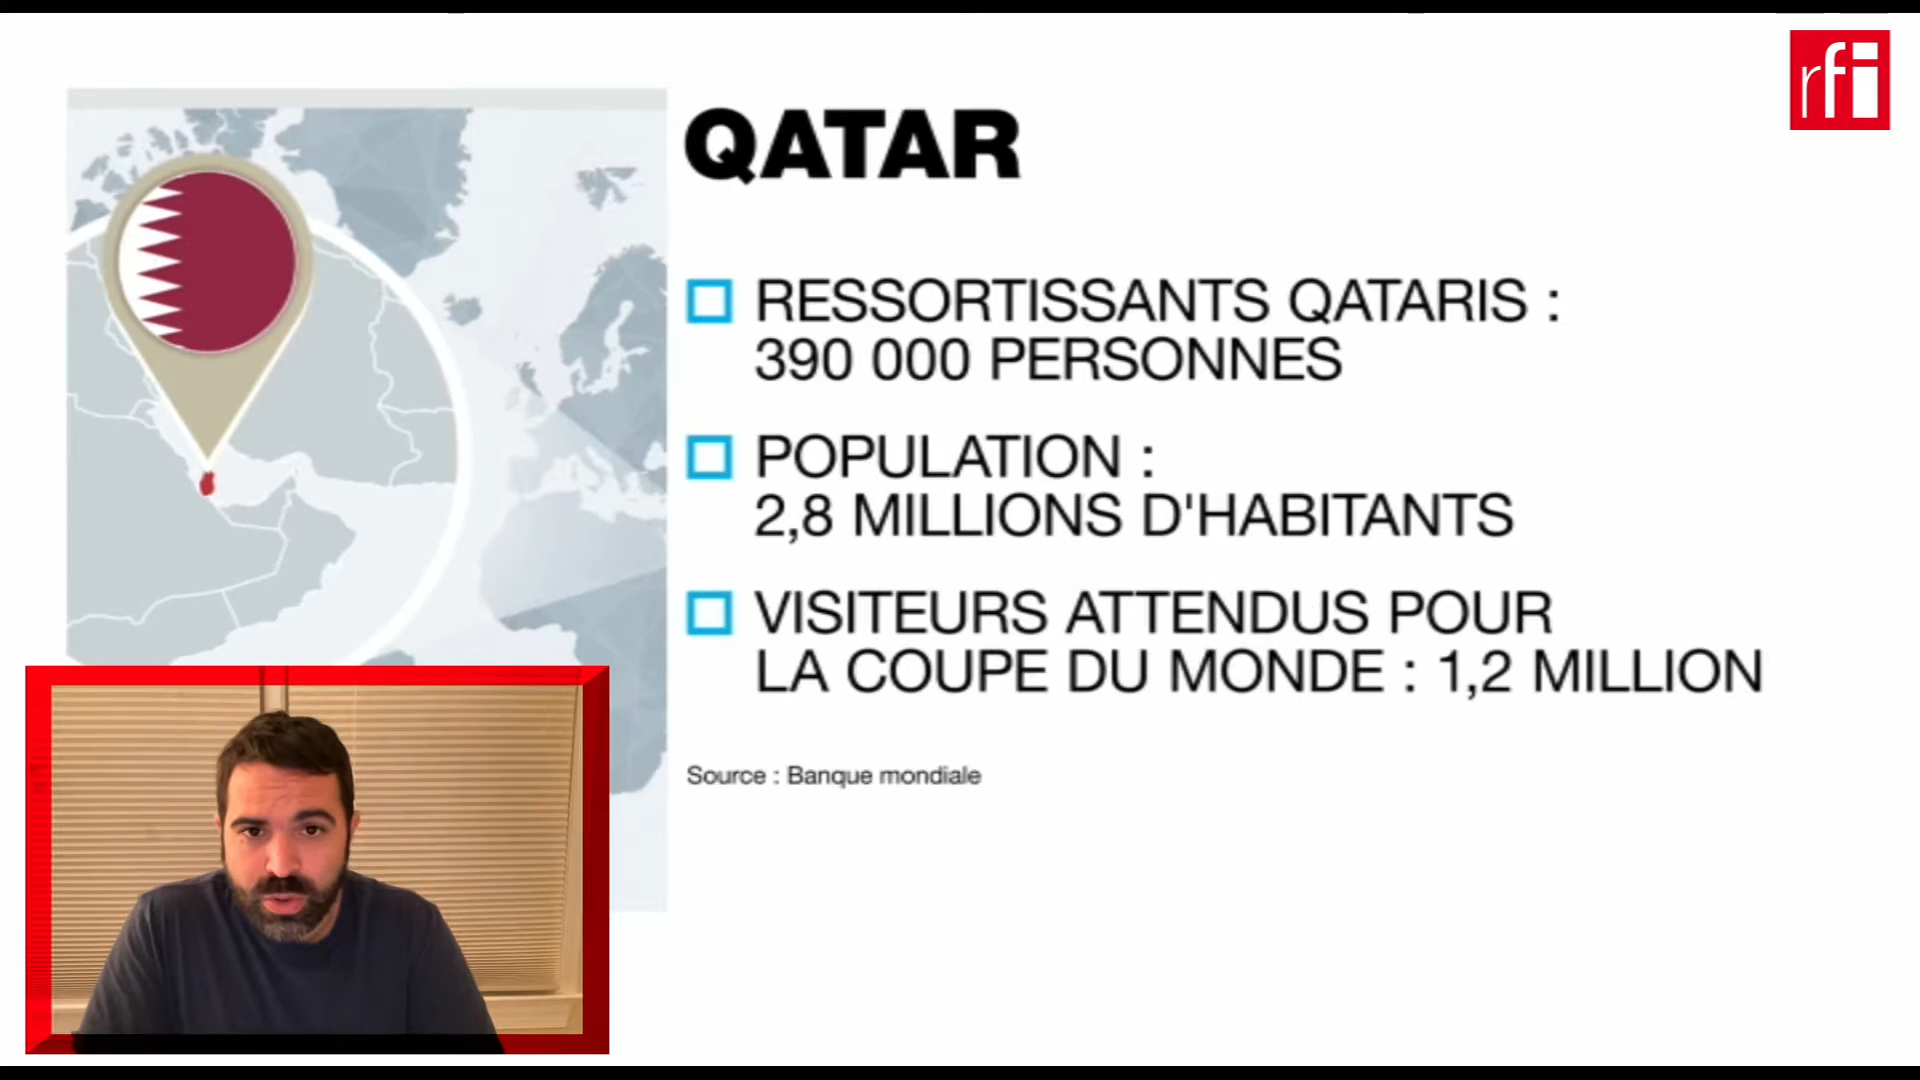 rfi
QATAR
RESSORTISSANTS QATARIS :
390 000 PERSONNES
POPULATION :
2,8 MILLIONS D'HABITANTS
VISITEURS ATTENDUS POUR
LA COUPE DU MONDE : 1,2 MILLION
Source : Banque mondiale